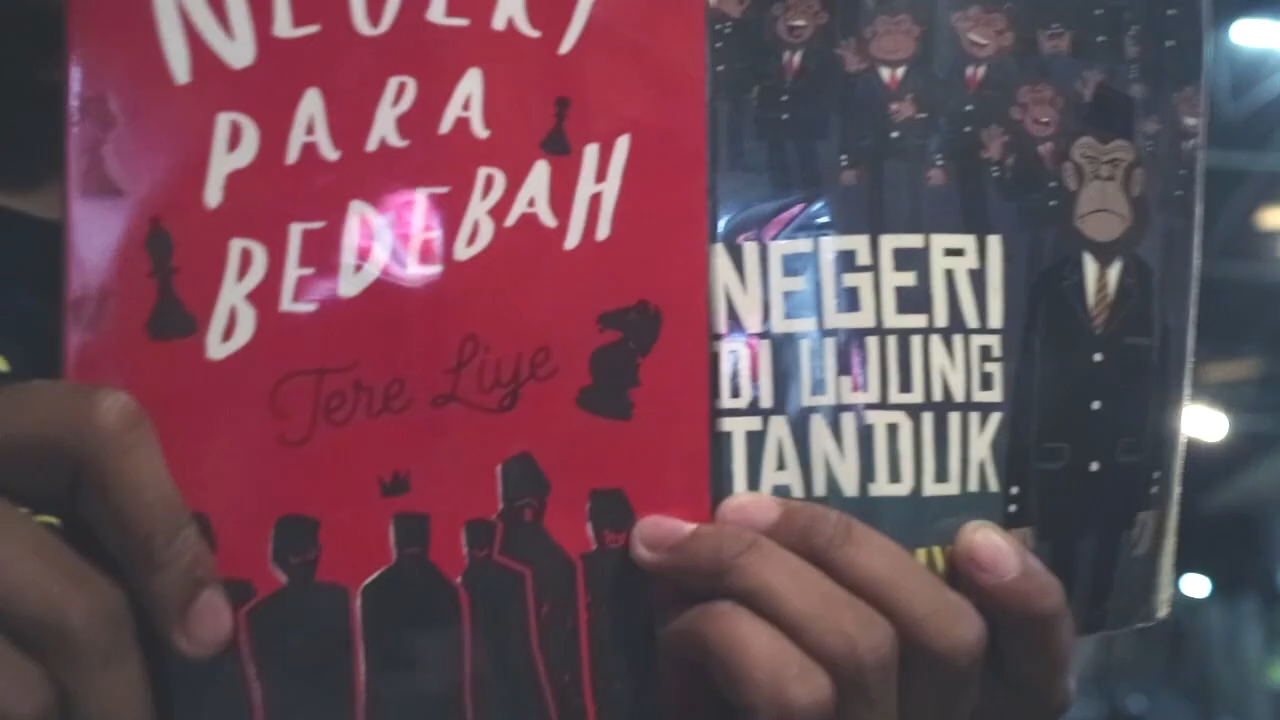 NEGERI
PARA
BEDEBAH
Tere Liye
NEGERI
DI UJUNG
TANDUK